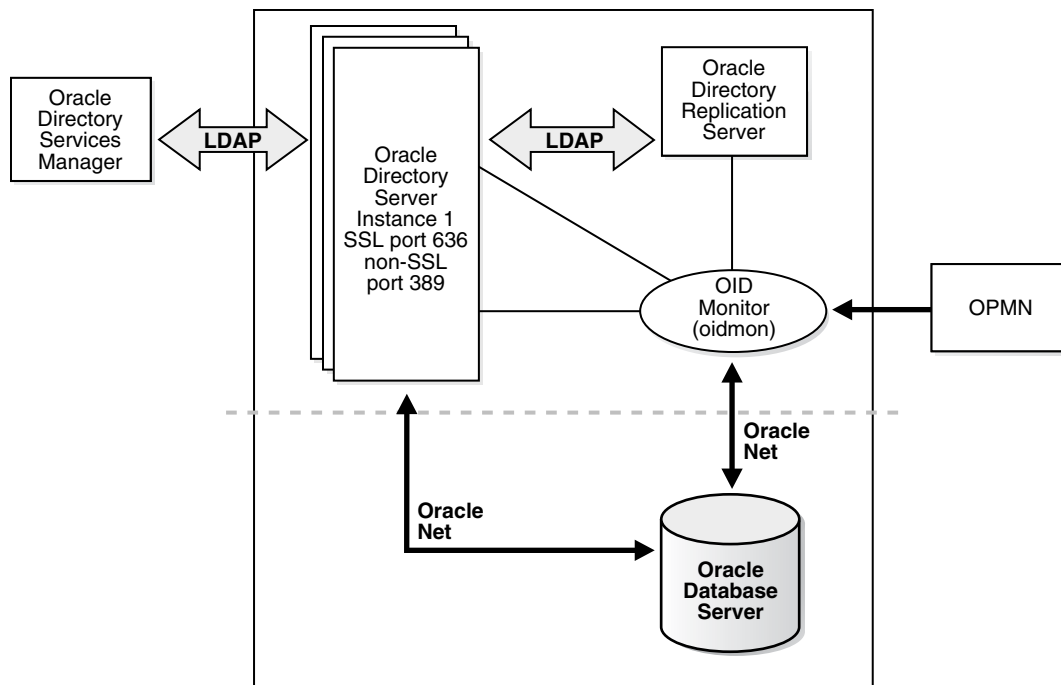 Oracle
Directory
Services
Manager
LDAP
Oracle
Directory
Server
Instance 1
SSL port 636
non-SSL
port 389
LDAP
Oracle
Directory
Replication
Server
OID
Monitor
(oidmon)
OPMN
Oracle
Net
Oracle
Net
Oracle
Database
Server